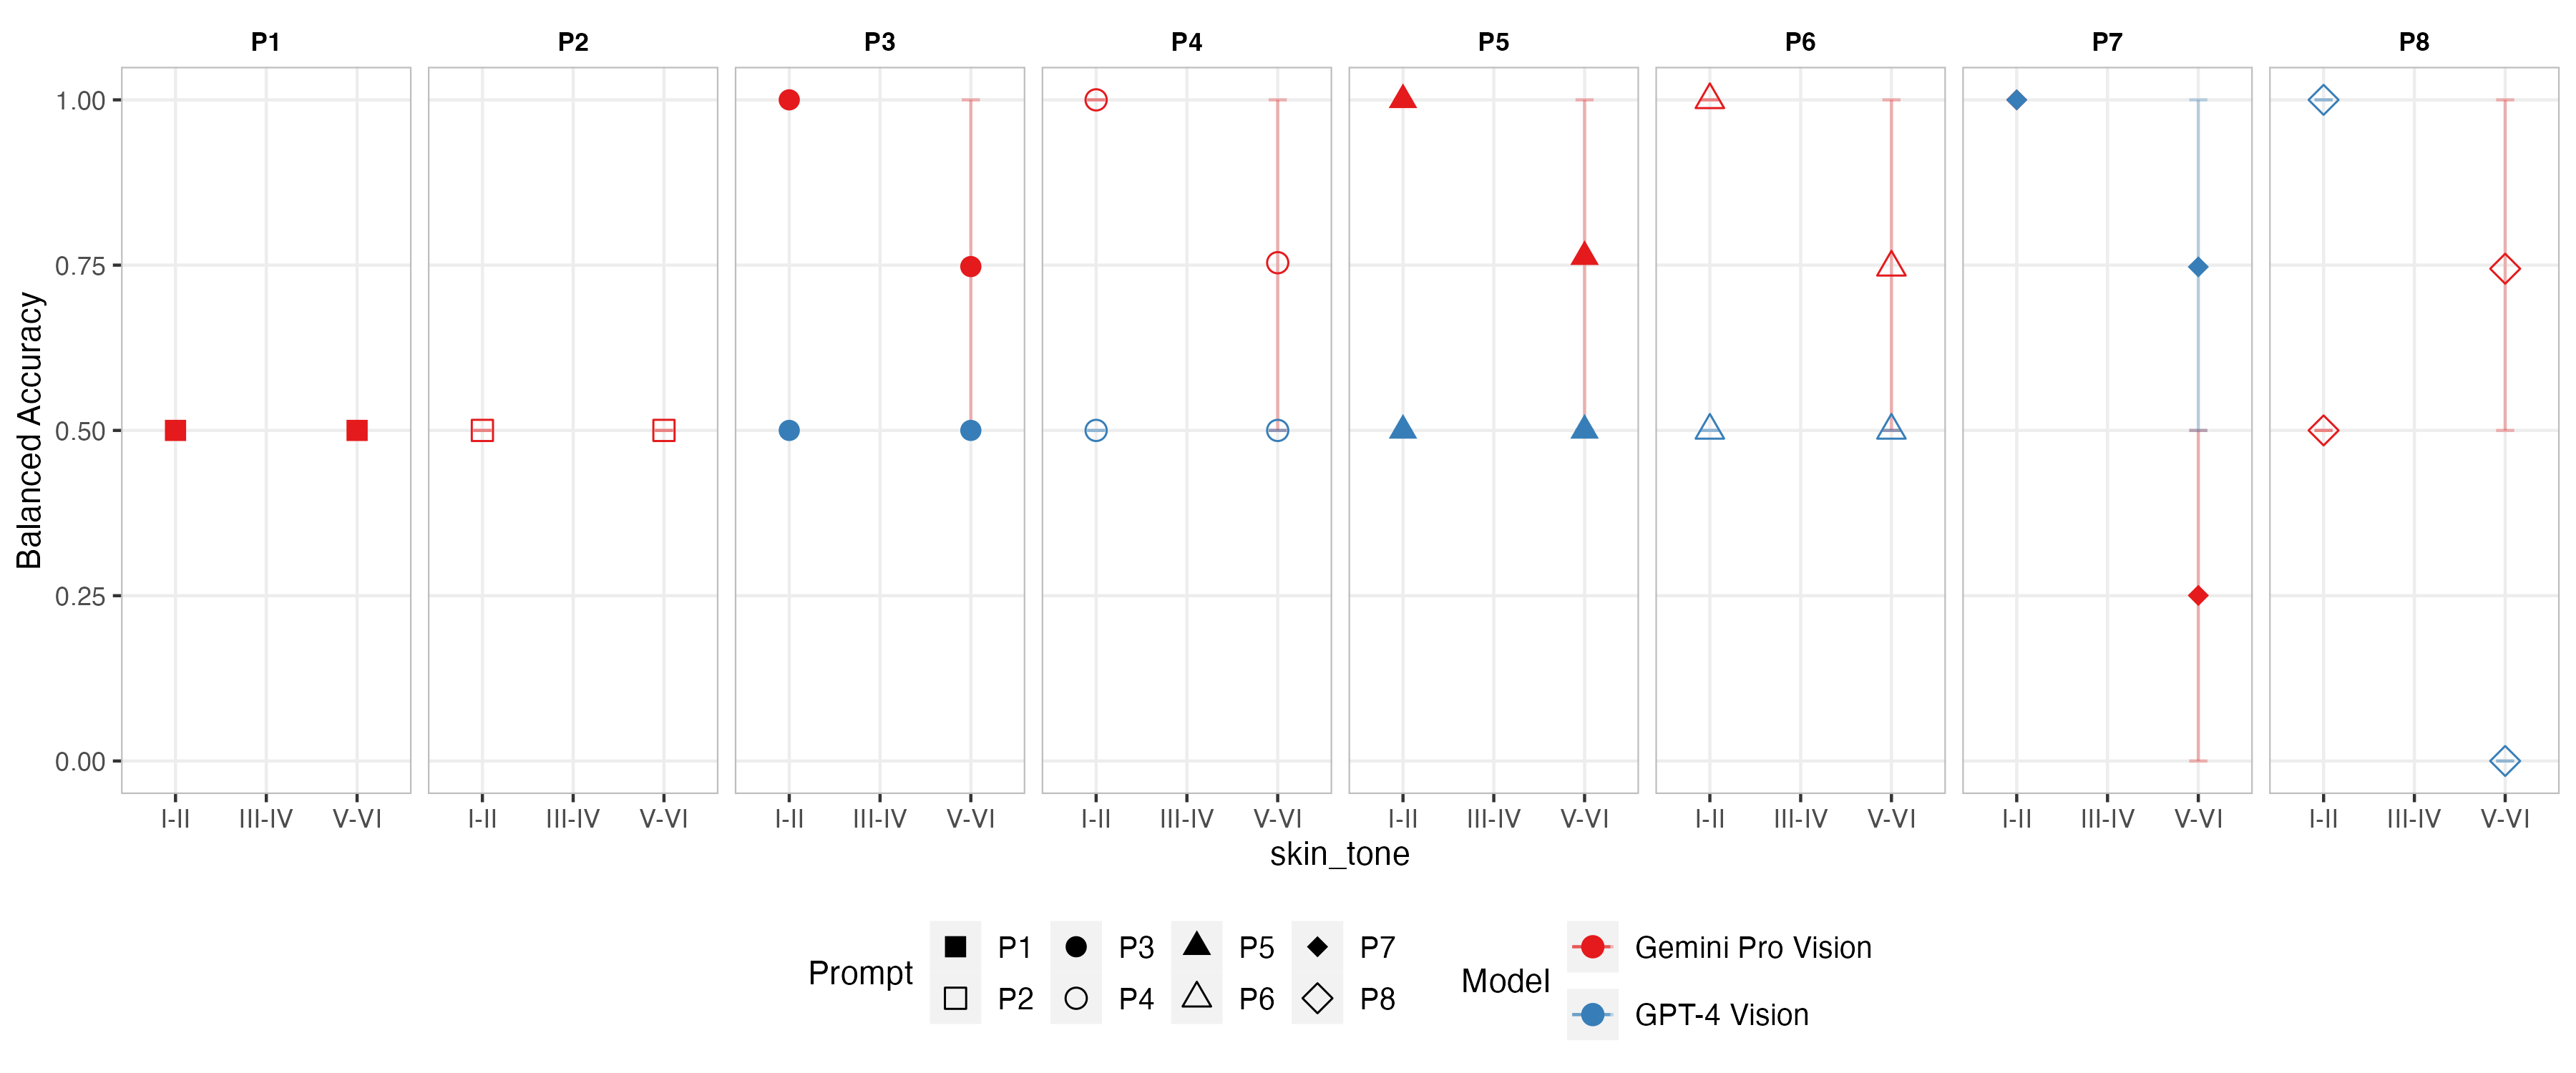 P1 P2 P3 P4 P5 P6 P7 P8
Balanced Accuracy
1.00
0.75
0.50
0.25
0.00
I-II III-IV V-VI I-II III-IV V-VI I-II III-IV V-VI I-II III-IV V-VI I-II III-IV V-VI I-II III-IV V-VI I-II III-IV V-VI I-II III-IV V-VI
skin_tone
Prompt
P1 P3 P5 P7
P2 P4 P6 P8
Model
Gemini Pro Vision
GPT-4 Vision